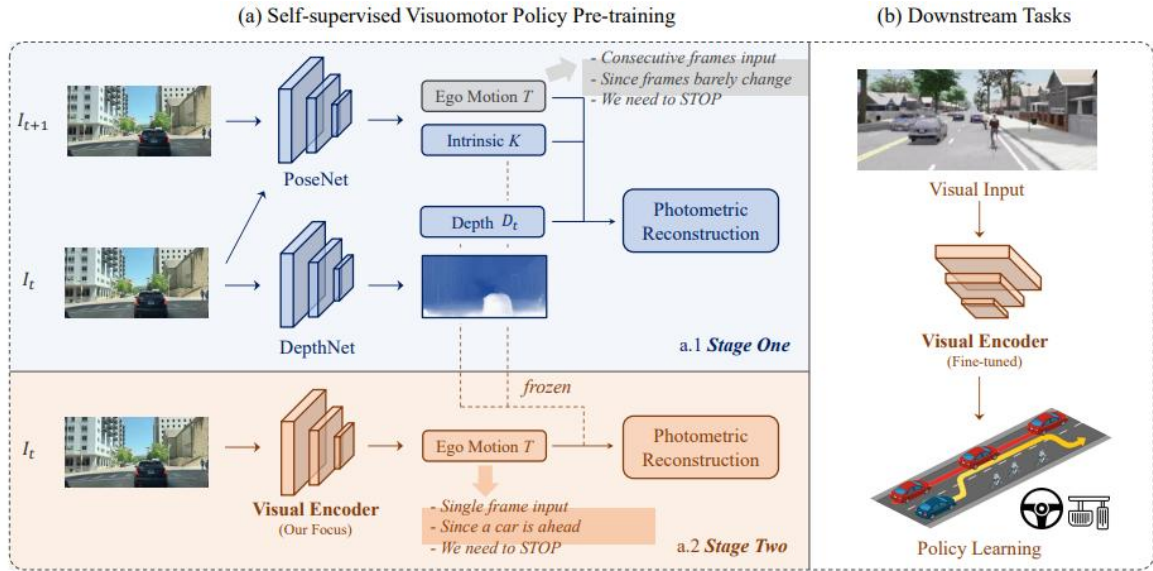 (a) Self-supervised Visuomotor Policy Pre-training
(b) Downstream Tasks
I_{t+1}
PoseNet
Ego Motion T
Intrinsic K
- Consecutive frames input
- Since frames barely change
- We need to STOP
I_t
DepthNet
Depth D_t
Photometric
Reconstruction
a.1 Stage One
frozen
I_t
Visual Encoder
(Our Focus)
Ego Motion T
- Single frame input
- Since a car is ahead
- We need to STOP
Photometric
Reconstruction
a.2 Stage Two
Visual Input
Visual Encoder
(Fine-tuned)
Policy Learning